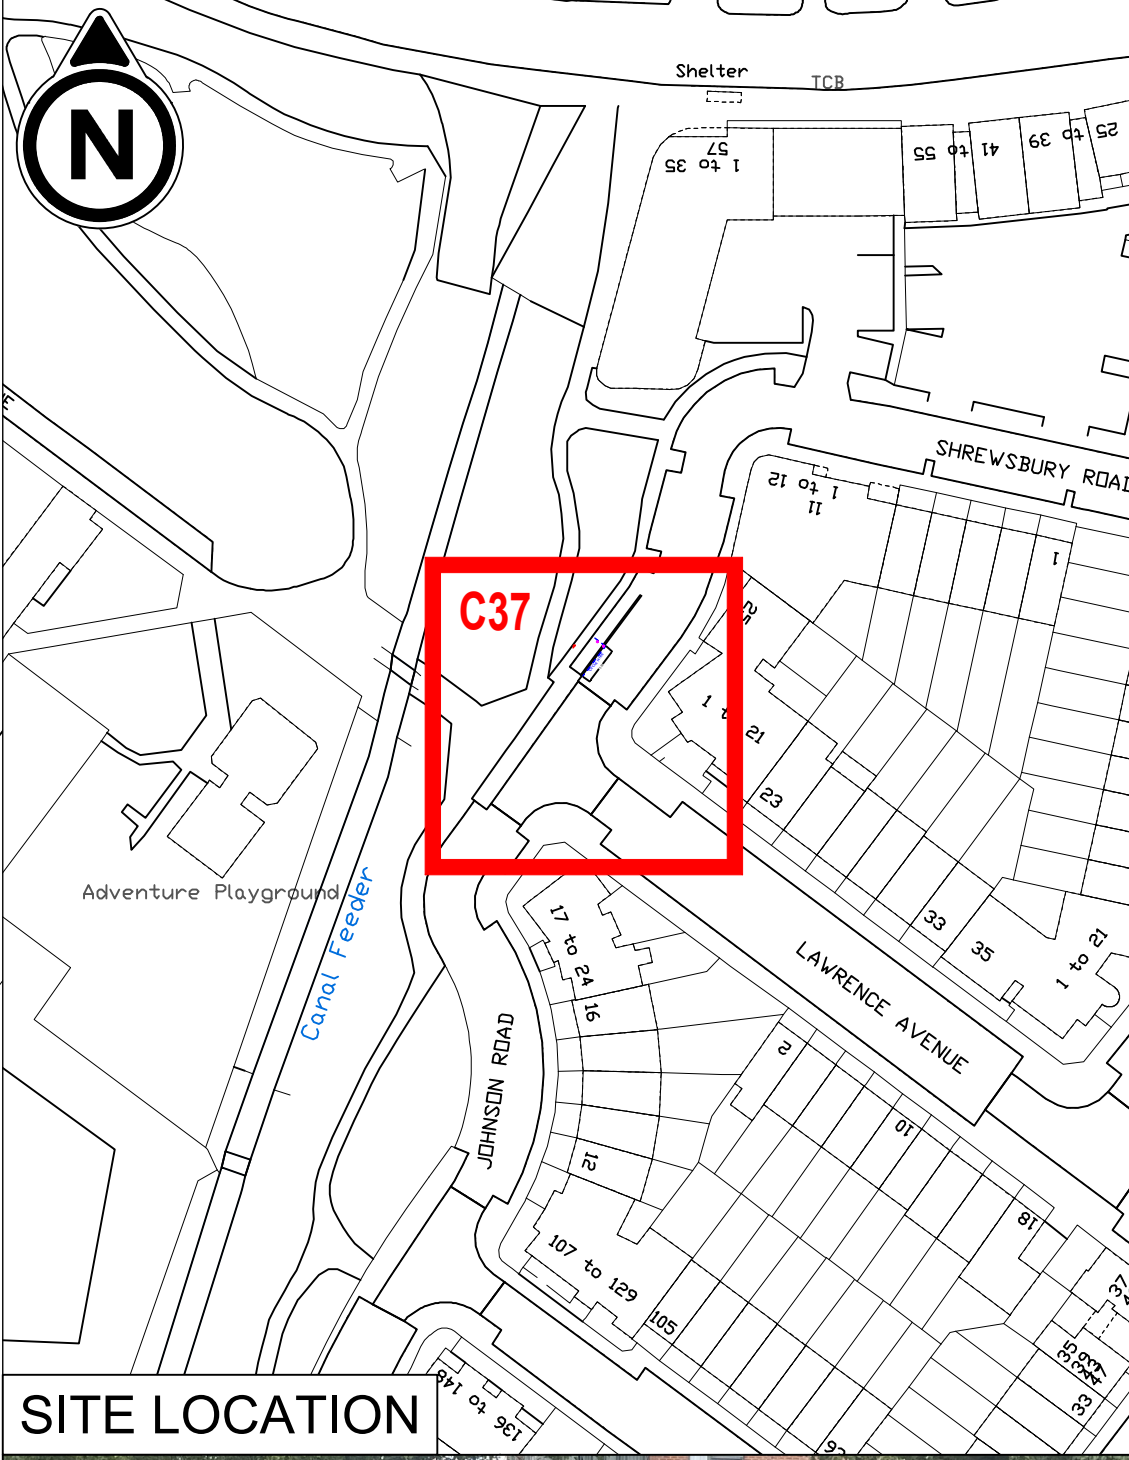 N
Shelter
TCB
57
1 to 35
55
to 41
39
to 25
SHREWSBURY ROAD
1 to 12
11
1
C37
25
1 to 21
23
33
35
1 to 21
Adventure Playground
Canal Feeder
17 to 24
16
LAWRENCE AVENUE
2
JOHNSON ROAD
10
12
18
107 to 129
105
37
35
33
136 to 148
SITE LOCATION